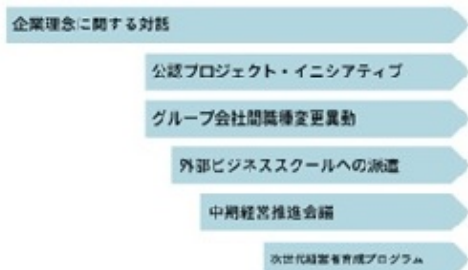 企業理念に関する対話
公認プロジェクト・イニシアティブ
グループ会社間職種変更異動
外部ビジネススクールへの派遣
中期経営推進会議
次世代経営者育成プログラム